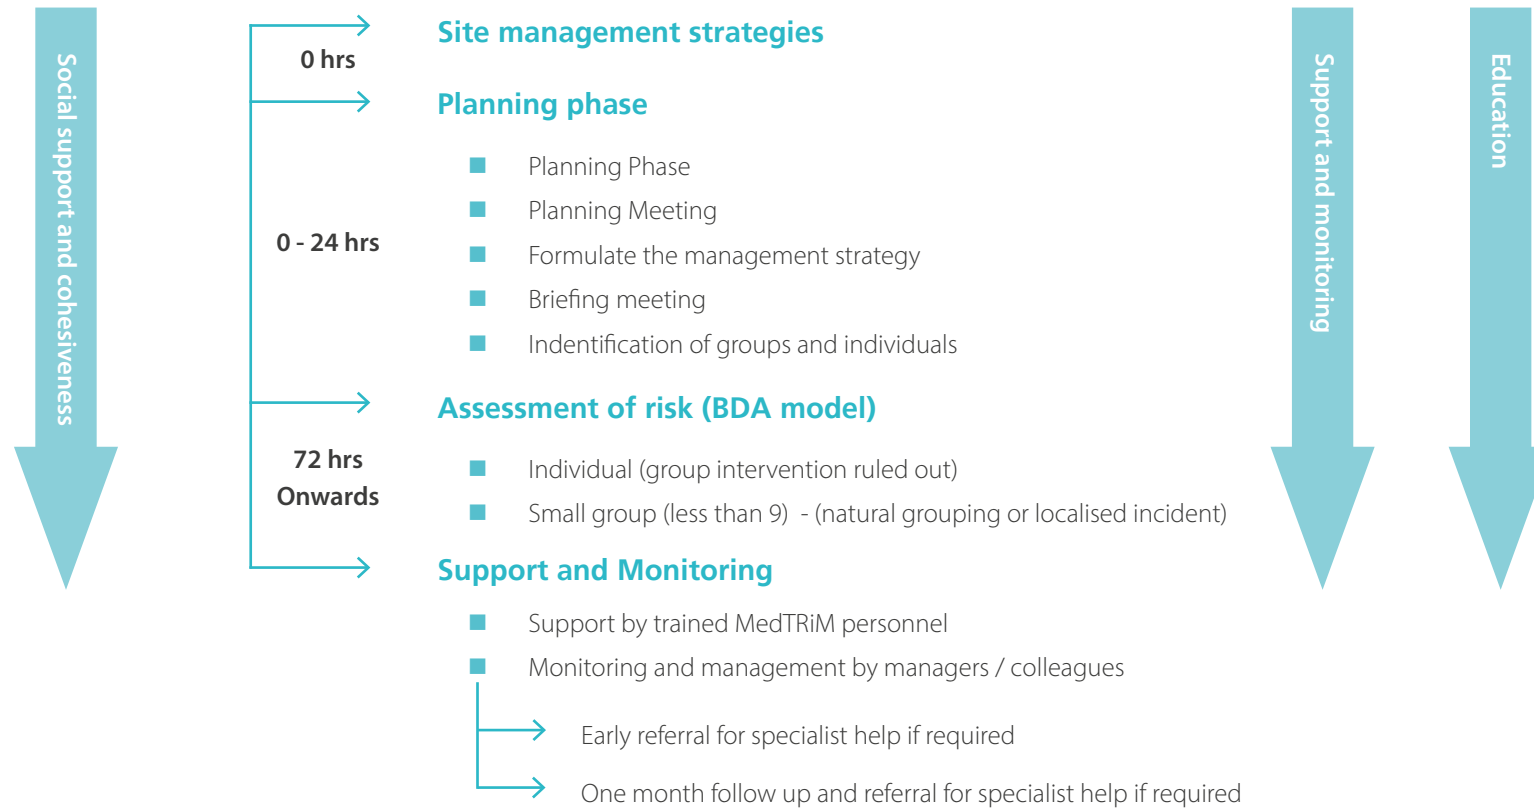 Social support and cohesiveness
0 hrs
Site management strategies
Planning phase
0 - 24 hrs
Planning Phase
Planning Meeting
Formulate the management strategy
Briefing meeting
Indentification of groups and individuals
Assessment of risk (BDA model)
72 hrs
Onwards
Individual (group intervention ruled out)
Small group (less than 9) - (natural grouping or localised incident)
Support and Monitoring
Support by trained MedTRiM personnel
Monitoring and management by managers / colleagues
Early referral for specialist help if required
One month follow up and referral for specialist help if required
Support and monitoring
Education